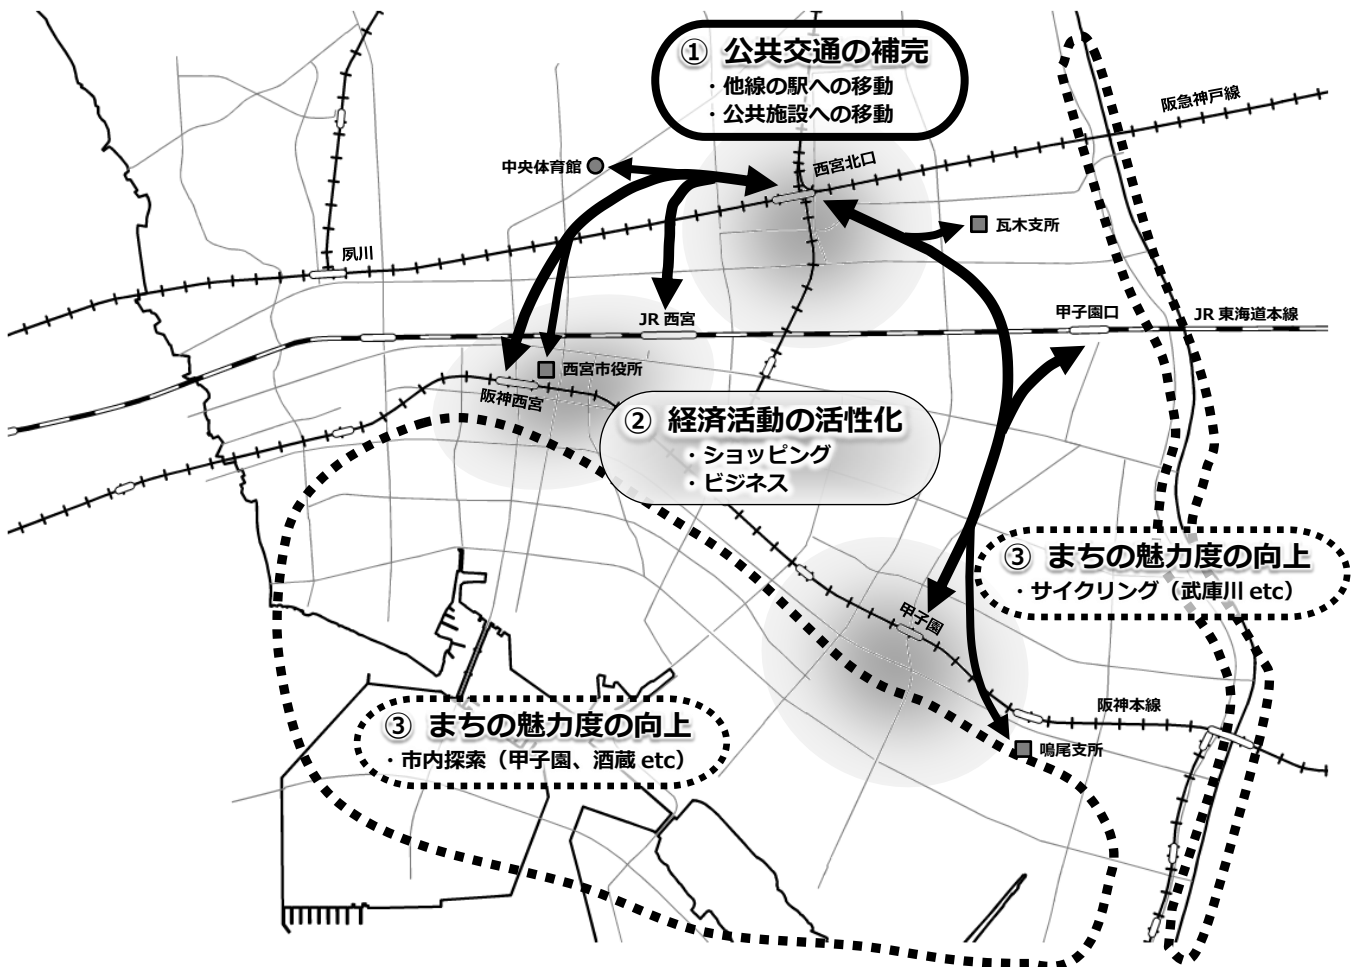 ① 公共交通の補完
・他線の駅への移動
・公共施設への移動
阪急神戸線
中央体育館
西宮北口
瓦木支所
夙川
JR 西宮
甲子園口
JR 東海道本線
西宮市役所
阪神西宮
② 経済活動の活性化
・ショッピング
・ビジネス
③ まちの魅力度の向上
・サイクリング（武庫川 etc）
甲子園
阪神本線
③ まちの魅力度の向上
・市内探索（甲子園、酒蔵 etc）
鳴尾支所